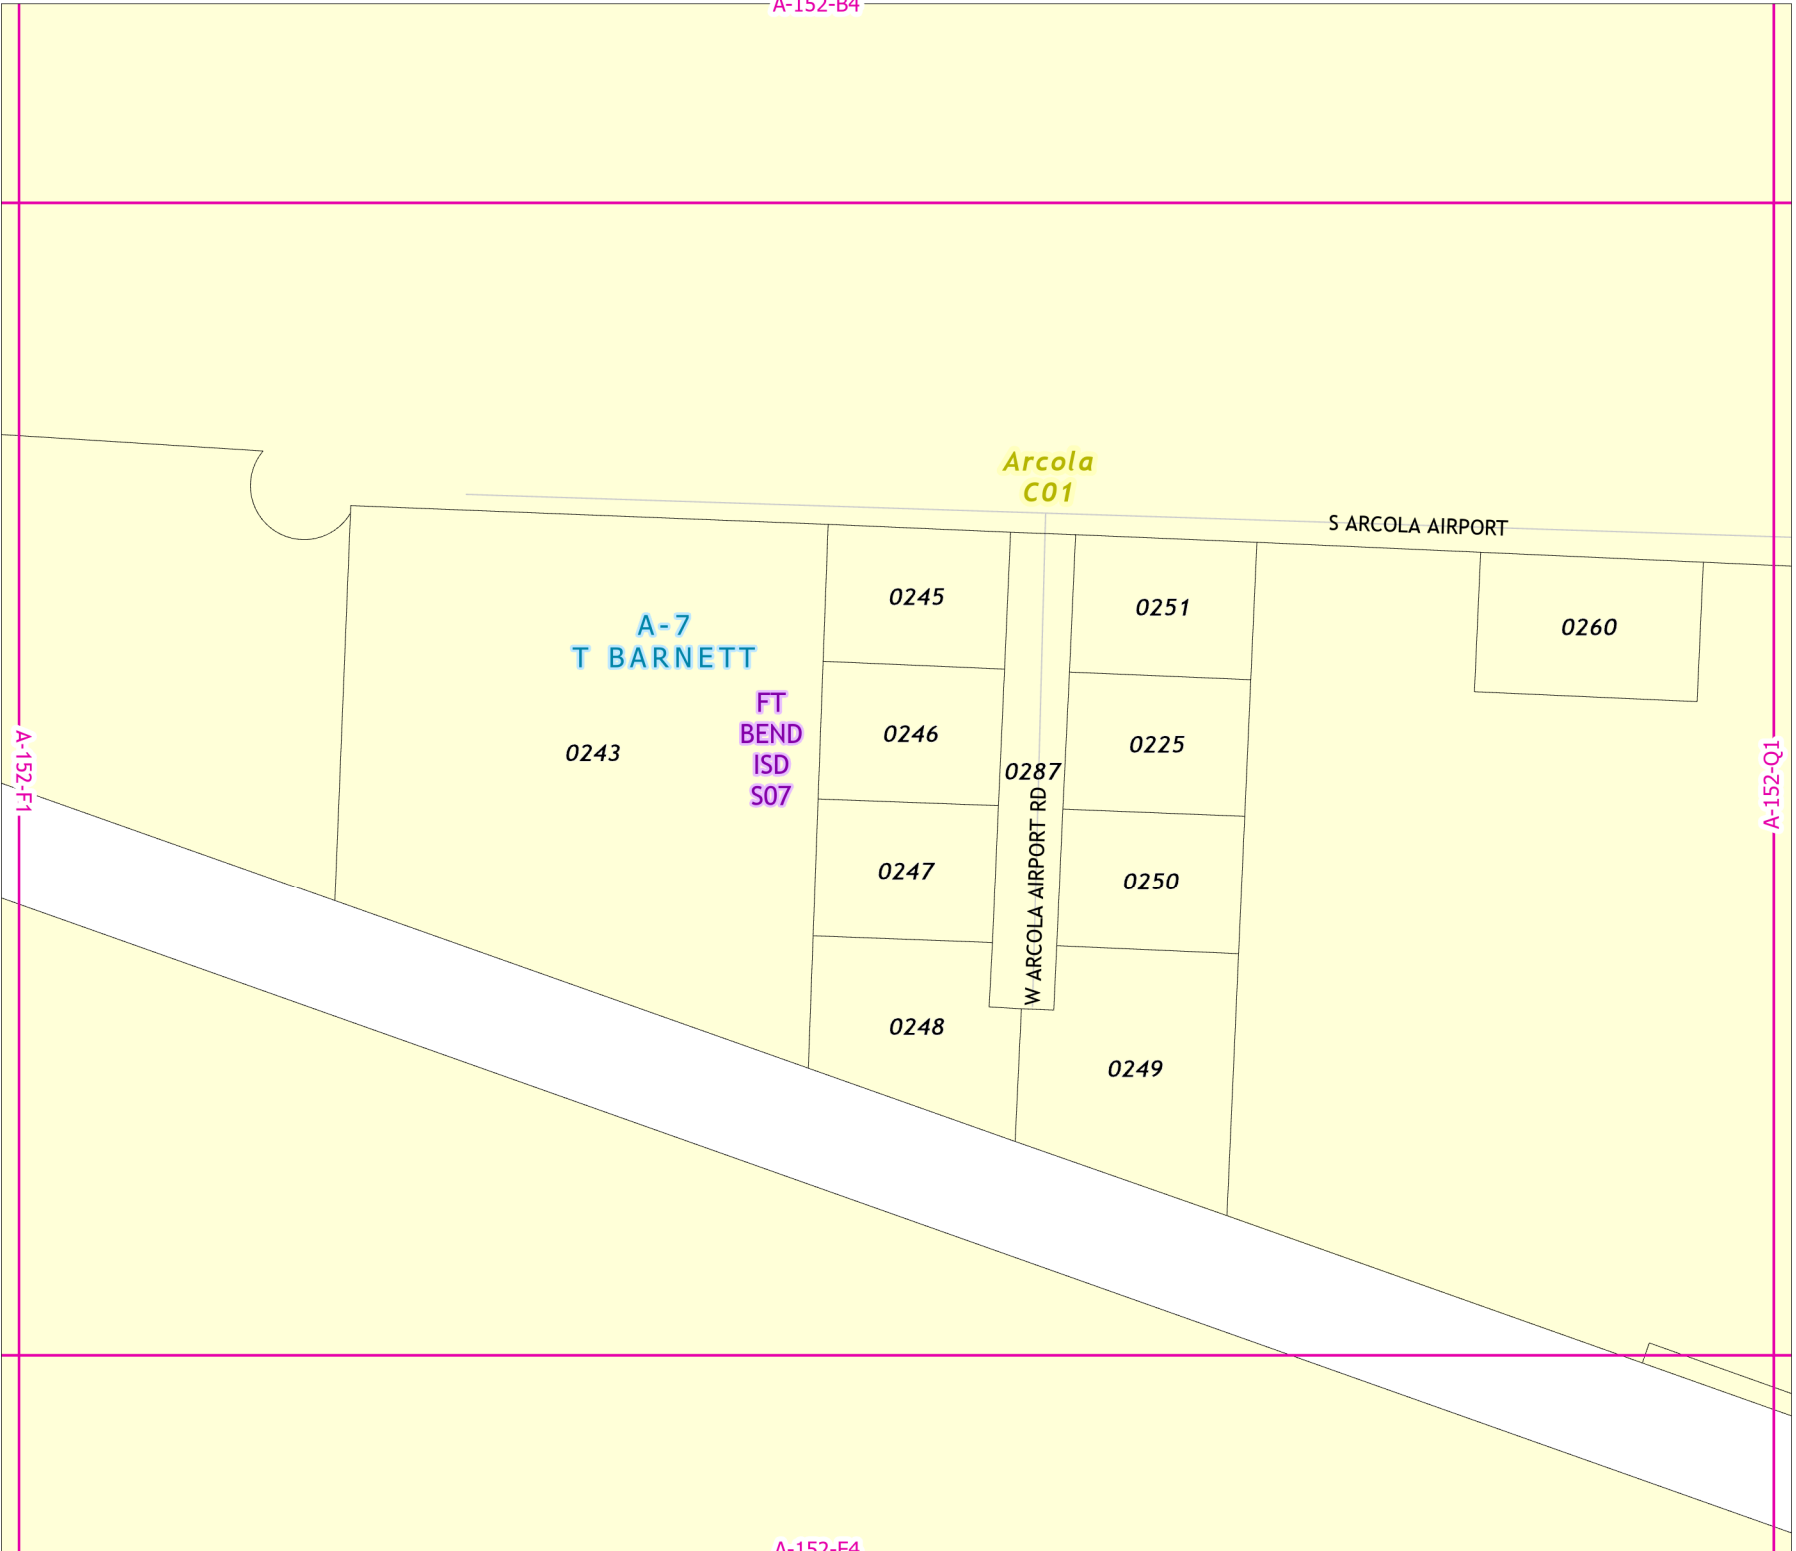 A-152-B4
Arcola
C01
S ARCOLA AIRPORT
0245
0251
0260
A-7
T BARNETT
FT
BEND
ISD
S07
0243
0246
0225
0287
W ARCOLA AIRPORT RD
A-152-F1
A-152-Q1
0247
0250
0248
0249
A-152-F4